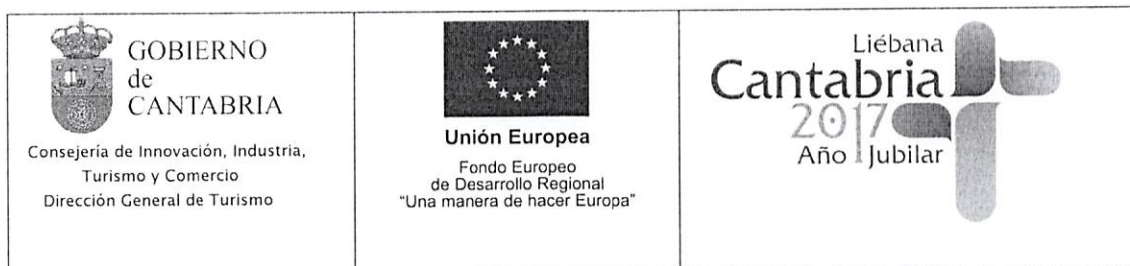 GOBIERNO
de
CANTABRIA
Consejería de Innovación, Industria,
Turismo y Comercio
Dirección General de Turismo
Unión Europea
Fondo Europeo
de Desarrollo Regional
"Una manera de hacer Europa"
Liébana
Cantabria
2017
Año Jubilar